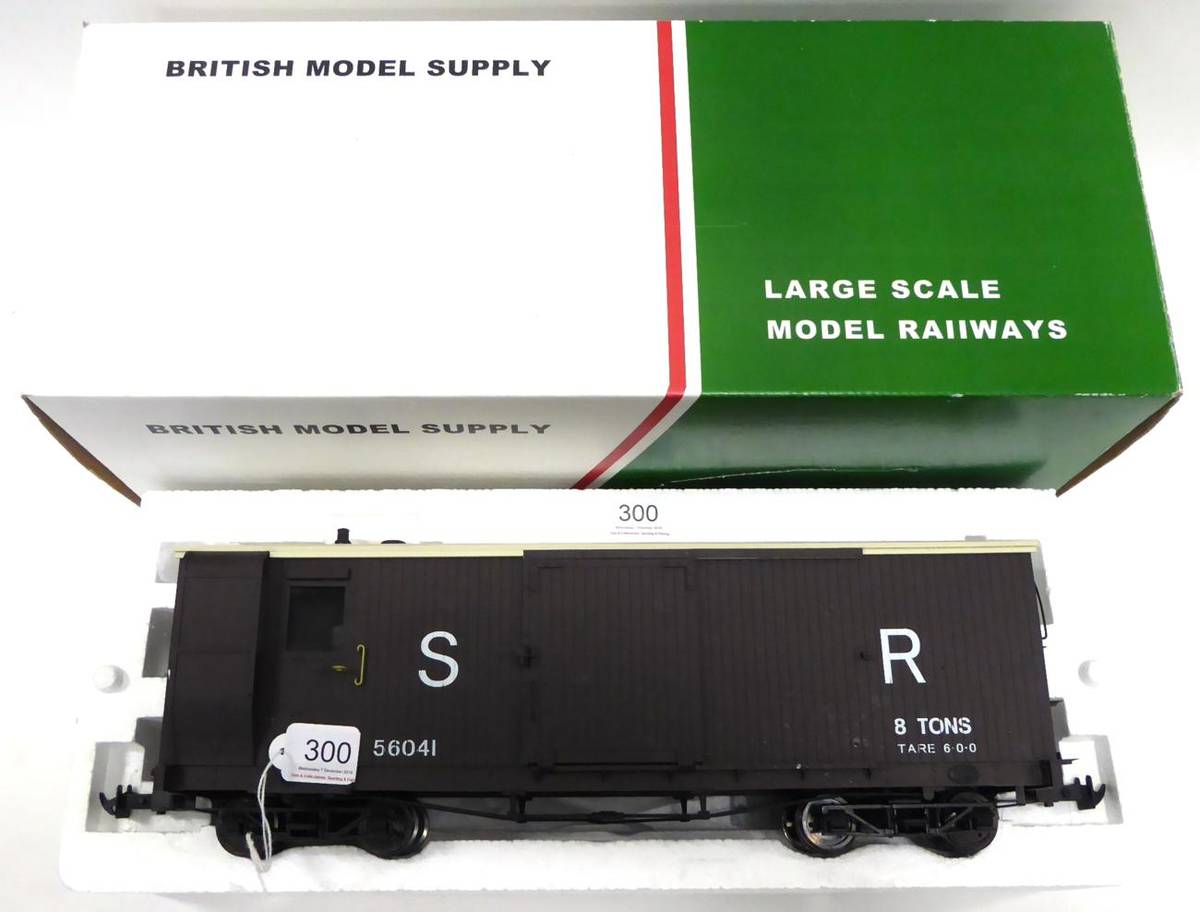 BRITISH MODEL SUPPLY
LARGE SCALE
MODEL RAIIWAYS
BRITISH MODEL SUPPLY
300
S R
8 TONS
TARE 6-0-0
56041
300